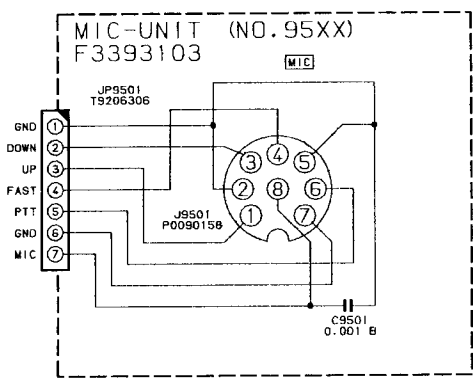 MIC-UNIT (NO.95XX)
F3393103
MIC
JP9501
T9206306
GND 1
DOWN 2
UP 3
FAST 4
PTT 5
GND 6
MIC 7
3 4 5
2 8 6
1 7
J9501
P0090158
C9501
0.001 B